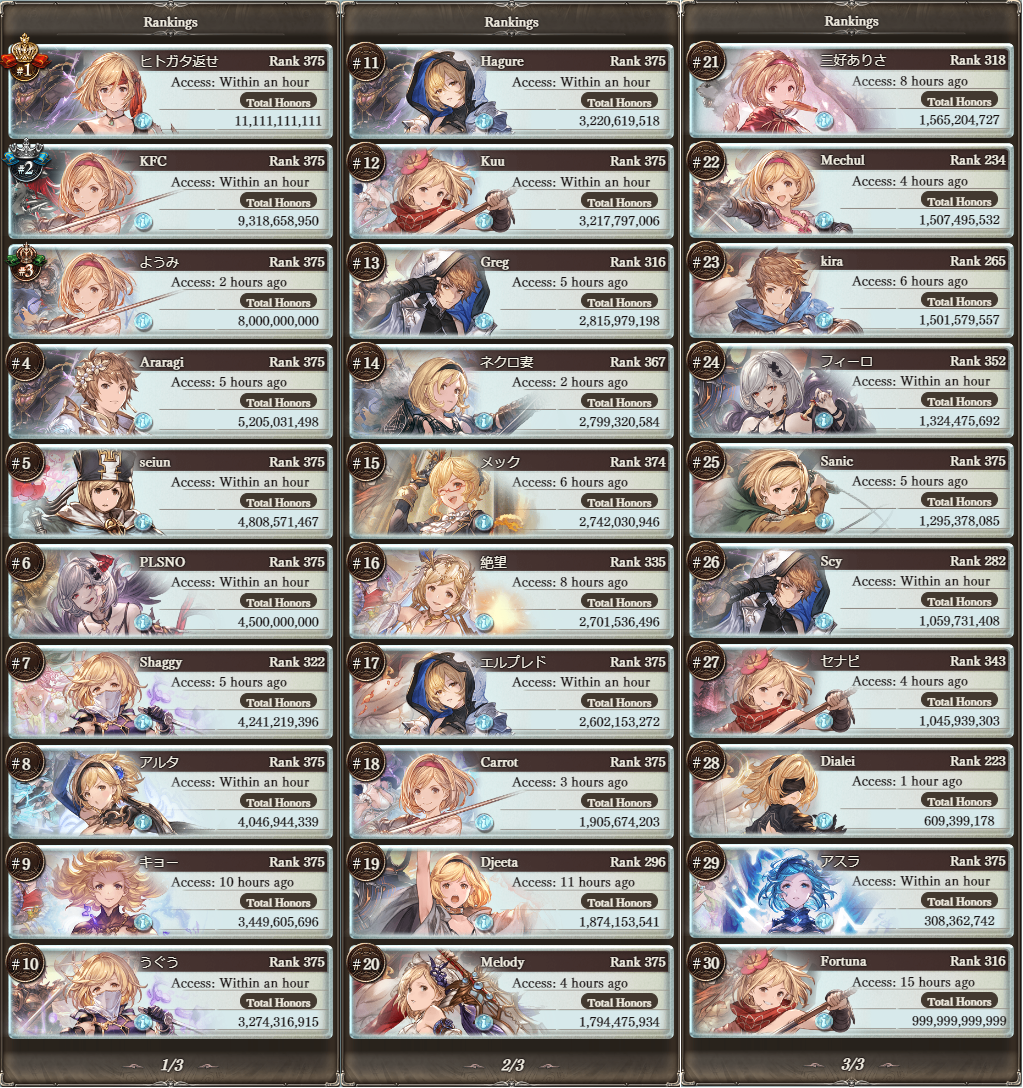 Rankings
#1
ヒトガタ返せ Rank 375
Access: Within an hour
Total Honors
11,111,111,111
#2
KFC Rank 375
Access: Within an hour
Total Honors
9,318,658,950
#3
ようみ Rank 375
Access: 2 hours ago
Total Honors
8,000,000,000
#4
Araragi Rank 375
Access: 5 hours ago
Total Honors
5,205,031,498
#5
seiun Rank 375
Access: Within an hour
Total Honors
4,808,571,467
#6
PLSNO Rank 375
Access: Within an hour
Total Honors
4,500,000,000
#7
Shaggy Rank 322
Access: 5 hours ago
Total Honors
4,241,219,396
#8
アルタ Rank 375
Access: Within an hour
Total Honors
4,046,944,339
#9
キョー Rank 375
Access: 10 hours ago
Total Honors
3,449,605,696
#10
うぐう Rank 375
Access: Within an hour
Total Honors
3,274,316,915
1/3
Rankings
#11
Hagure Rank 375
Access: Within an hour
Total Honors
3,220,619,518
#12
Kuu Rank 375
Access: Within an hour
Total Honors
3,217,797,006
#13
Greg Rank 316
Access: 5 hours ago
Total Honors
2,815,979,198
#14
ネクロ妻 Rank 367
Access: 2 hours ago
Total Honors
2,799,320,584
#15
メック Rank 374
Access: 6 hours ago
Total Honors
2,742,030,946
#16
絶望 Rank 335
Access: 8 hours ago
Total Honors
2,701,536,496
#17
エルプレド Rank 375
Access: Within an hour
Total Honors
2,602,153,272
#18
Carrot Rank 375
Access: 3 hours ago
Total Honors
1,905,674,203
#19
Djeeta Rank 296
Access: 11 hours ago
Total Honors
1,874,153,541
#20
Melody Rank 375
Access: 4 hours ago
Total Honors
1,794,475,934
2/3
Rankings
#21
三好ありさ Rank 318
Access: 8 hours ago
Total Honors
1,565,204,727
#22
Mechul Rank 234
Access: 4 hours ago
Total Honors
1,507,495,532
#23
kira Rank 265
Access: 6 hours ago
Total Honors
1,501,579,557
#24
フィーロ Rank 352
Access: Within an hour
Total Honors
1,324,475,692
#25
Sanic Rank 375
Access: 5 hours ago
Total Honors
1,295,378,085
#26
Scy Rank 282
Access: Within an hour
Total Honors
1,059,731,408
#27
セナピ Rank 343
Access: 4 hours ago
Total Honors
1,045,939,303
#28
Dialei Rank 223
Access: 1 hour ago
Total Honors
609,399,178
#29
アスラ Rank 375
Access: Within an hour
Total Honors
308,362,742
#30
Fortuna Rank 316
Access: 15 hours ago
Total Honors
999,999,999,999
3/3